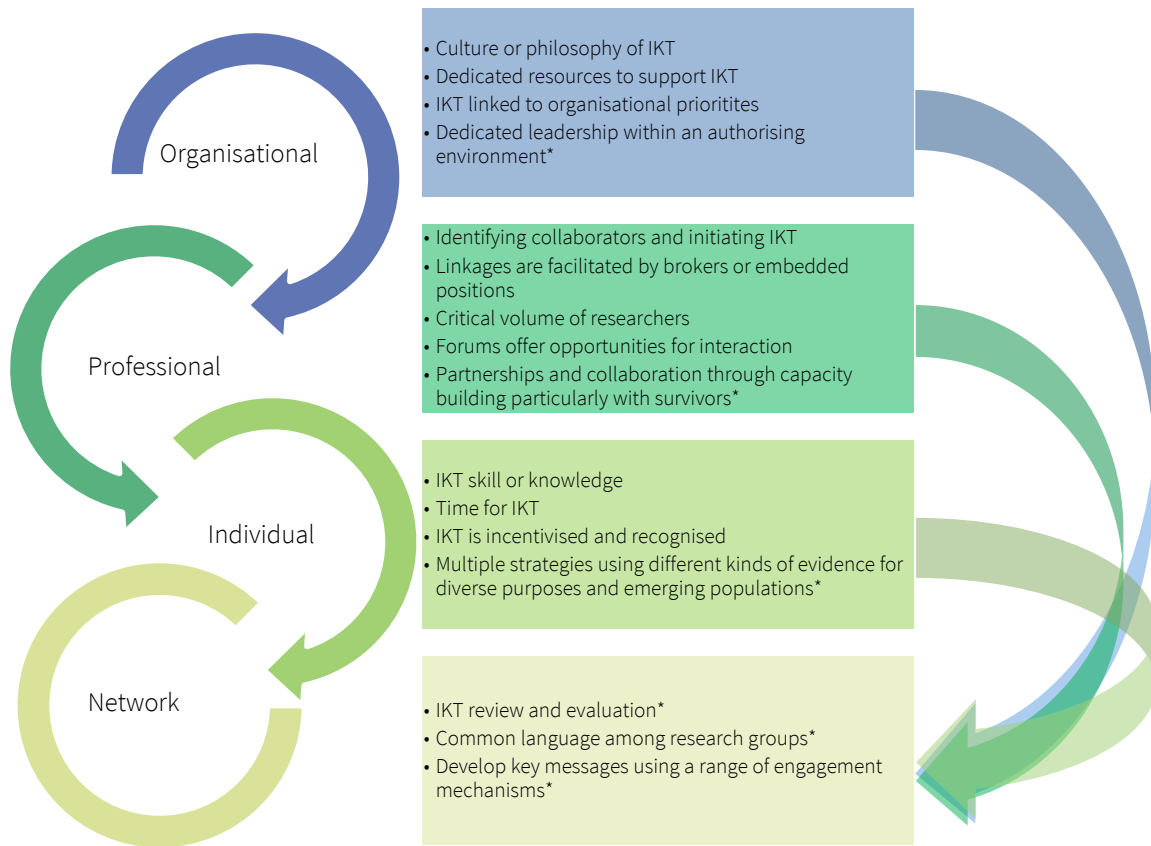 Organisational
• Culture or philosophy of IKT
• Dedicated resources to support IKT
• IKT linked to organisational prioritites
• Dedicated leadership within an authorising
environment*
Professional
• Identifying collaborators and initiating IKT
• Linkages are facilitated by brokers or embedded
positions
• Critical volume of researchers
• Forums offer opportunities for interaction
• Partnerships and collaboration through capacity
building particularly with survivors*
Individual
• IKT skill or knowledge
• Time for IKT
• IKT is incentivised and recognised
• Multiple strategies using different kinds of evidence for
diverse purposes and emerging populations*
Network
• IKT review and evaluation*
• Common language among research groups*
• Develop key messages using a range of engagement
mechanisms*